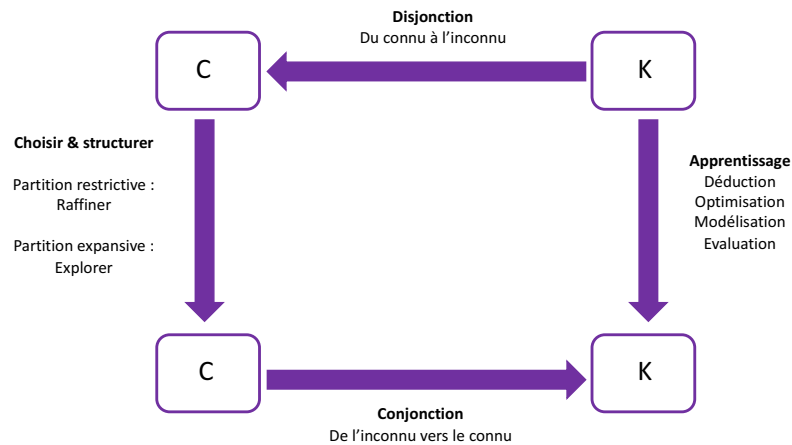 Disjonction
Du connu à l'inconnu
C
K
Choisir & structurer
Partition restrictive :
Raffiner
Partition expansive :
Explorer
Apprentissage
Déduction
Optimisation
Modélisation
Evaluation
C
K
Conjonction
De l'inconnu vers le connu